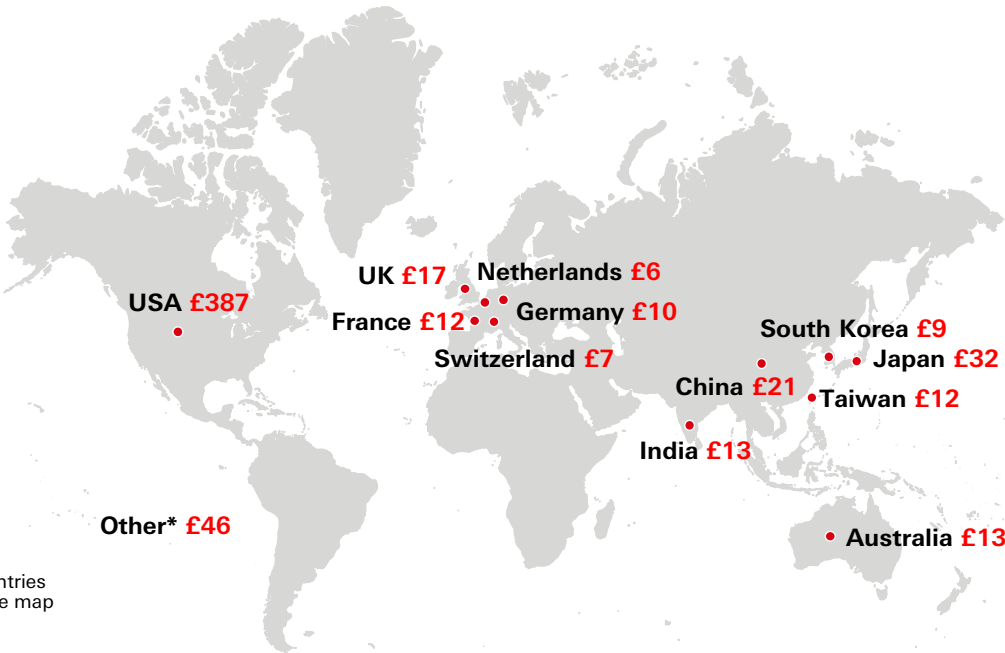 UK £17
Netherlands £6
USA £387
France £12
Germany £10
South Korea £9
Switzerland £7
Japan £32
China £21
Taiwan £12
India £13
Other* £46
Australia £13
map